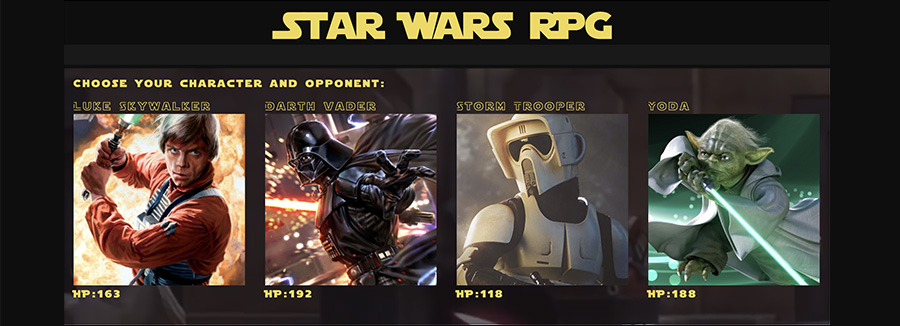 STAR WARS RPG
CHOOSE YOUR CHARACTER AND OPPONENT:
LUKE SKYWALKER
DARTH VADER
STORM TROOPER
YODA
HP:163
HP:192
HP:118
HP:188